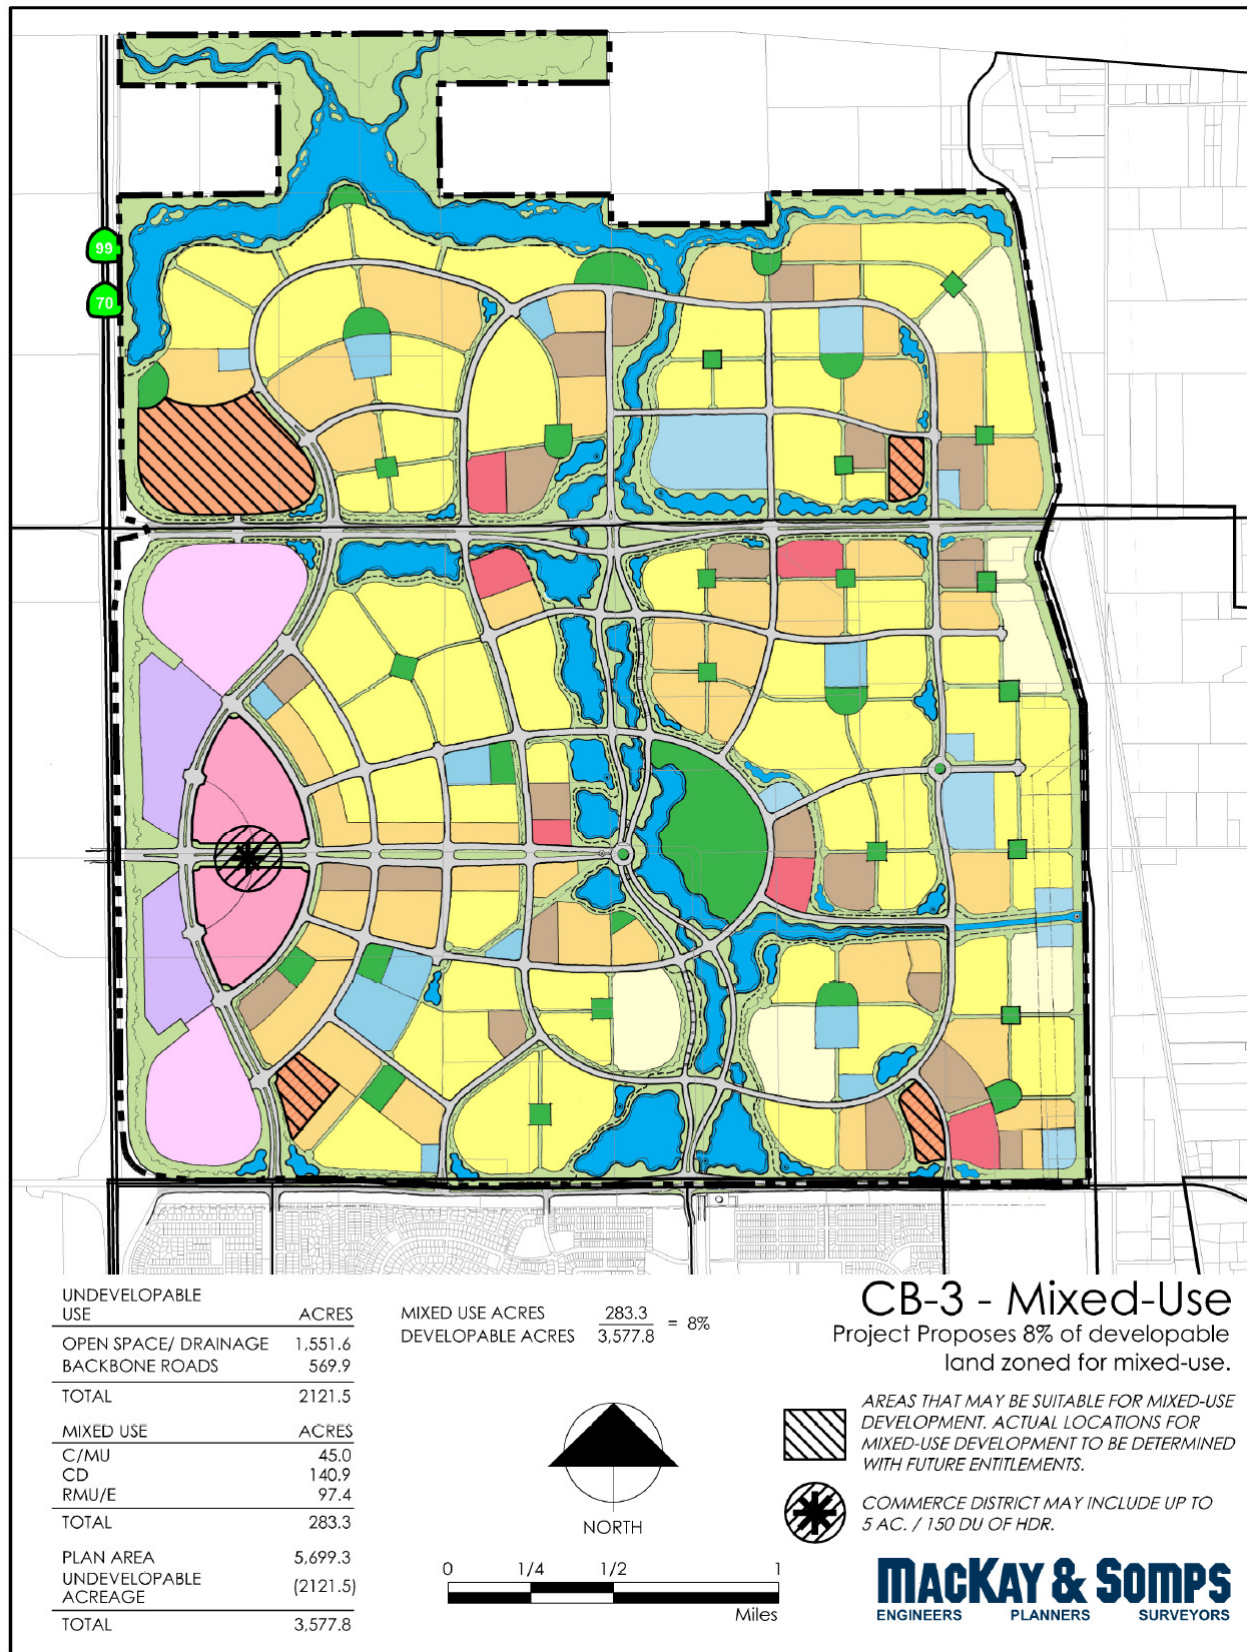 99
70
UNDEVELOPABLE
USE ACRES
OPEN SPACE/ DRAINAGE 1,551.6
BACKBONE ROADS 569.9
TOTAL 2121.5
MIXED USE ACRES
C/MU 45.0
CD 140.9
RMU/E 97.4
TOTAL 283.3
PLAN AREA 5,699.3
UNDEVELOPABLE
ACREAGE (2121.5)
TOTAL 3,577.8
MIXED USE ACRES 283.3
DEVELOPABLE ACRES 3,577.8 = 8%
NORTH
0 1/4 1/2 1
Miles
CB-3 - Mixed-Use
Project Proposes 8% of developable
land zoned for mixed-use.
AREAS THAT MAY BE SUITABLE FOR MIXED-USE
DEVELOPMENT. ACTUAL LOCATIONS FOR
MIXED-USE DEVELOPMENT TO BE DETERMINED
WITH FUTURE ENTITLEMENTS.
COMMERCE DISTRICT MAY INCLUDE UP TO
5 AC. / 150 DU OF HDR.
MACKAY & SOMPS
ENGINEERS PLANNERS SURVEYORS